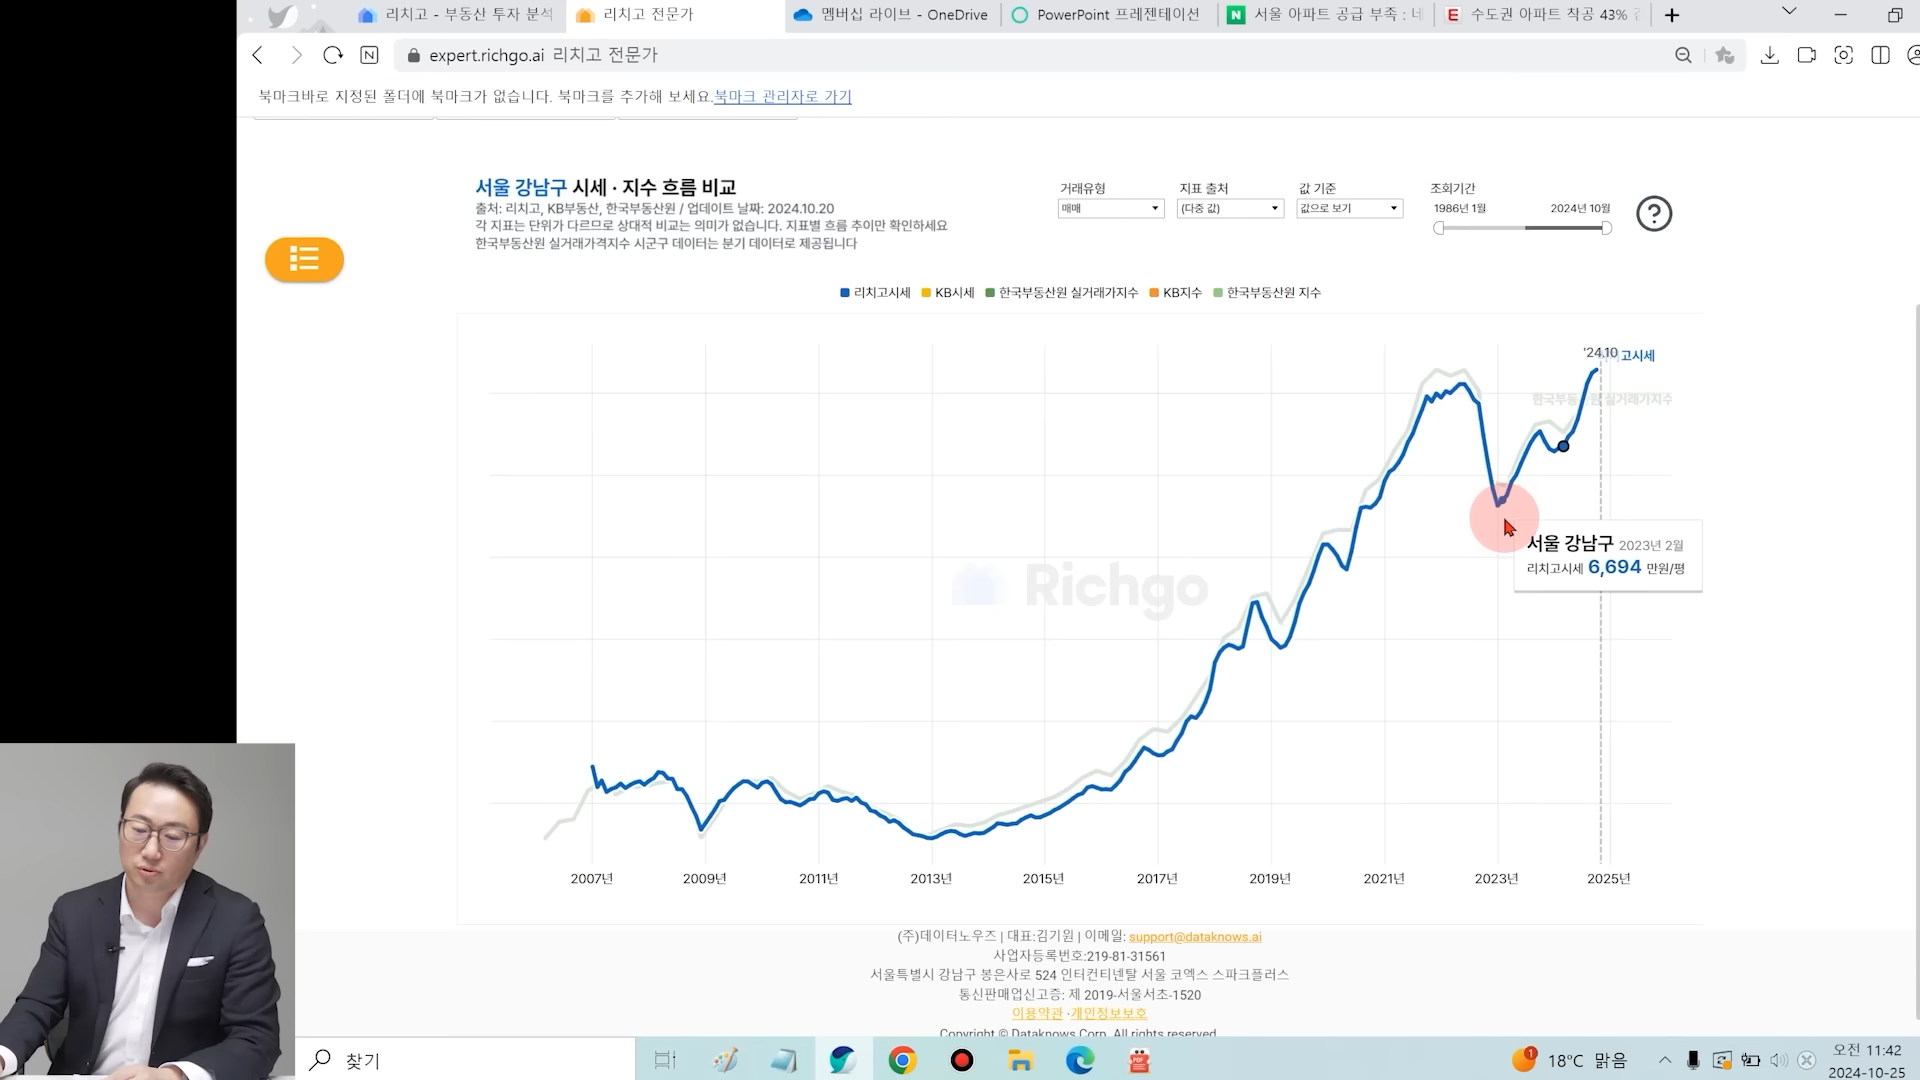 리치고 - 부동산 투자 분석
리치고 전문가
멤버십 라이브 - OneDrive
PowerPoint 프레젠테이션
N 서울 아파트 공급 부족 : 네
E 수도권 아파트 착공 43%
N
expert.richgo.ai 리치고 전문가
북마크바로 지정된 폴더에 북마크가 없습니다. 북마크를 추가해 보세요. 북마크 관리자로 가기
서울 강남구 시세 · 지수 흐름 비교
출처: 리치고, KB부동산, 한국부동산원 / 업데이트 날짜: 2024.10.20
각 지표는 단위가 다르므로 상대적 비교는 의미가 없습니다. 지표별 흐름 추이만 확인하세요
한국부동산원 실거래가격지수 시군구 데이터는 분기 데이터로 제공됩니다
거래유형
매매
지표 출처
(다중 값)
값 기준
값으로 보기
조회기간
1986년 1월 2024년 10월
?
리치고시세 KB시세 한국부동산원 실거래가지수 KB지수 한국부동산원 지수
'24.10
고시세
한국부동산원 실거래가지수
Richgo
서울 강남구 2023년 2월
리치고시세 6,694 만원/평
2007년 2009년 2011년 2013년 2015년 2017년 2019년 2021년 2023년 2025년
(주)데이터노우즈 | 대표:김기원 | 이메일: support@dataknows.ai
사업자등록번호:219-81-31561
서울특별시 강남구 봉은사로 524 인터컨티넨탈 서울 코엑스 스파크플러스
통신판매업신고증: 제 2019-서울서초-1520
이용약관 · 개인정보보호
Copyright © Dataknows Corp. All rights reserved
찾기
PDF
1
18°C 맑음
오전 11:42
2024-10-25